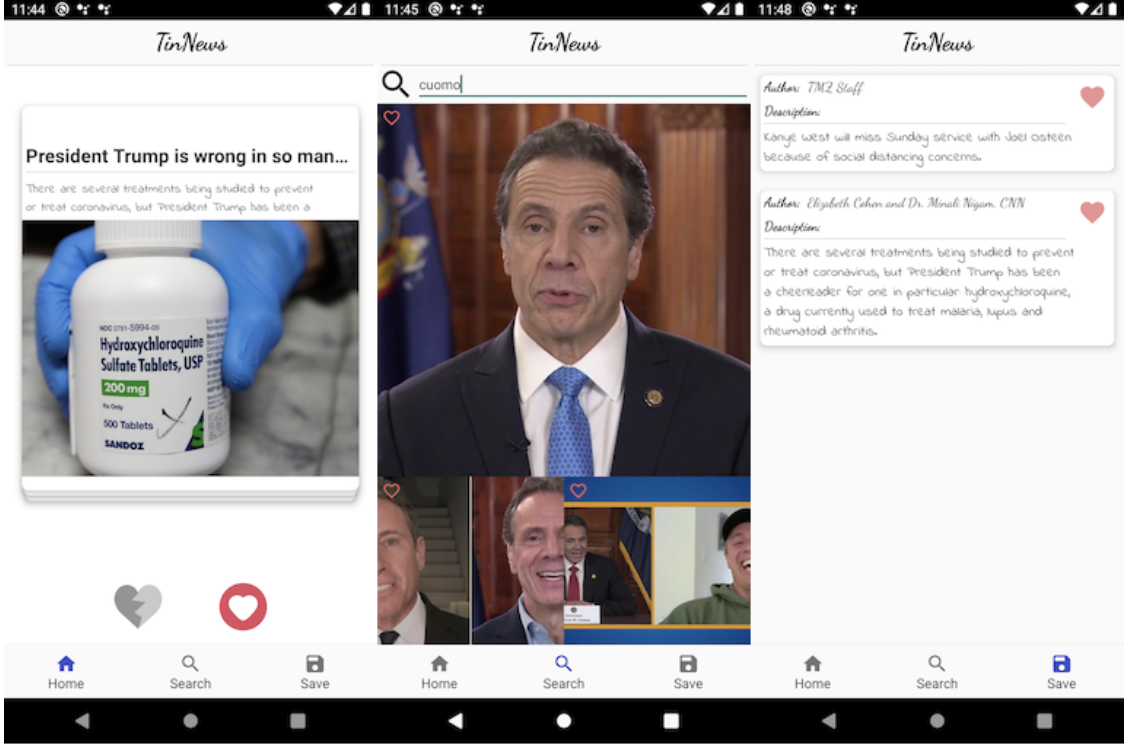 11:44
TinNews
President Trump is wrong in so man...
There are several treatments being studied to prevent
or treat coronavirus, but President Trump has been a
NDC 0781-5994-05
Hydroxychloroquine
Sulfate Tablets, USP
200 mg
Rx Only
500 Tablets
SANDOZ
S
Home
Search
Save
11:45
TinNews
cuomo
Home
Search
Save
11:48
TinNews
Author: TMZ Staff
Description:
Kanye West will miss Sunday service with Joel Osteen
because of social distancing concerns.
Author: Elizabeth Cohen and Dr. Minali Nigam, CNN
Description:
There are several treatments being studied to prevent
or treat coronavirus, but President Trump has been
a cheerleader for one in particular hydroxychloroquine,
a drug currently used to treat malaria, lupus and
rheumatoid arthritis.
Home
Search
Save